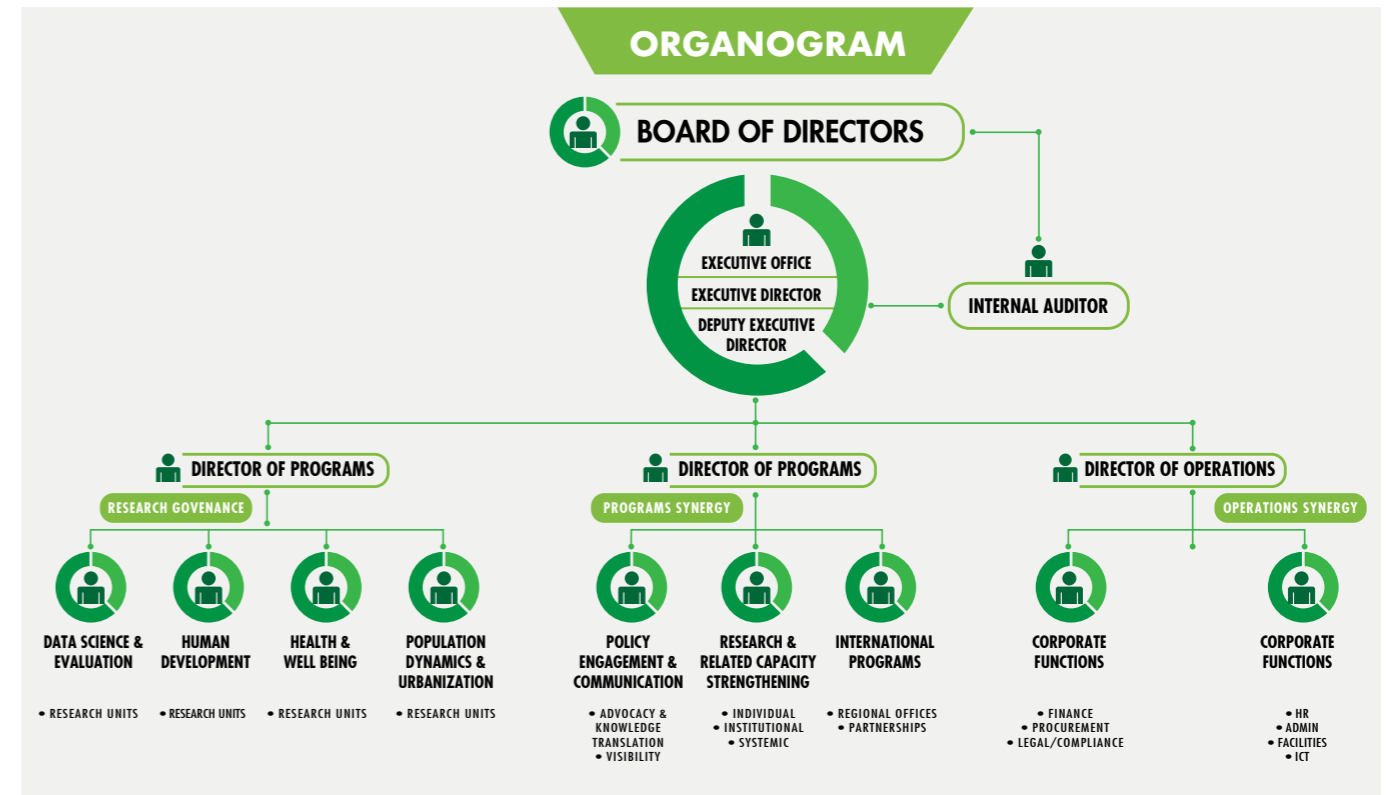 ORGANOGRAM
BOARD OF DIRECTORS
EXECUTIVE OFFICE
EXECUTIVE DIRECTOR
DEPUTY EXECUTIVE
DIRECTOR
INTERNAL AUDITOR
DIRECTOR OF PROGRAMS
RESEARCH GOVENANCE
DATA SCIENCE &
EVALUATION
• RESEARCH UNITS
HUMAN
DEVELOPMENT
• RESEARCH UNITS
HEALTH &
WELL BEING
• RESEARCH UNITS
POPULATION
DYNAMICS &
URBANIZATION
• RESEARCH UNITS
DIRECTOR OF PROGRAMS
PROGRAMS SYNERGY
POLICY
ENGAGEMENT &
COMMUNICATION
• ADVOCACY &
KNOWLEDGE
TRANSLATION
• VISIBILITY
RESEARCH &
RELATED CAPACITY
STRENGTHENING
• INDIVIDUAL
• INSTITUTIONAL
• SYSTEMIC
INTERNATIONAL
PROGRAMS
• REGIONAL OFFICES
• PARTNERSHIPS
DIRECTOR OF OPERATIONS
OPERATIONS SYNERGY
CORPORATE
FUNCTIONS
• FINANCE
• PROCUREMENT
• LEGAL/COMPLIANCE
CORPORATE
FUNCTIONS
• HR
• ADMIN
• FACILITIES
• ICT